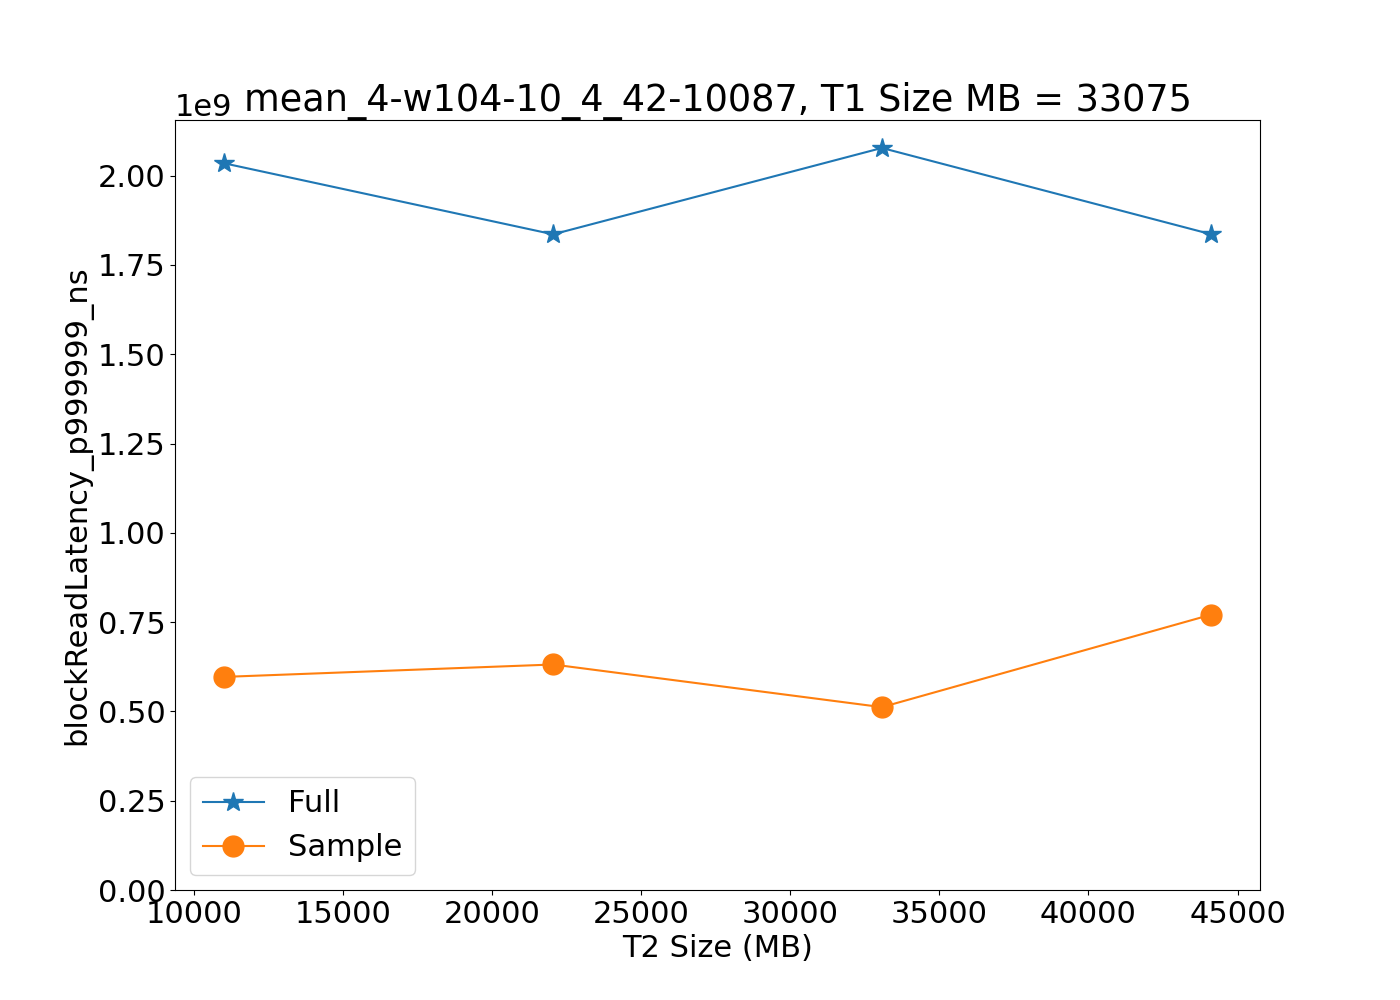 1e9
mean_4-w104-10_4_42-10087, T1 Size MB = 33075
blockReadLatency_p999999_ns
2.00
1.75
1.50
1.25
1.00
0.75
0.50
0.25
0.00
Full
Sample
10000 15000 20000 25000 30000 35000 40000 45000
T2 Size (MB)